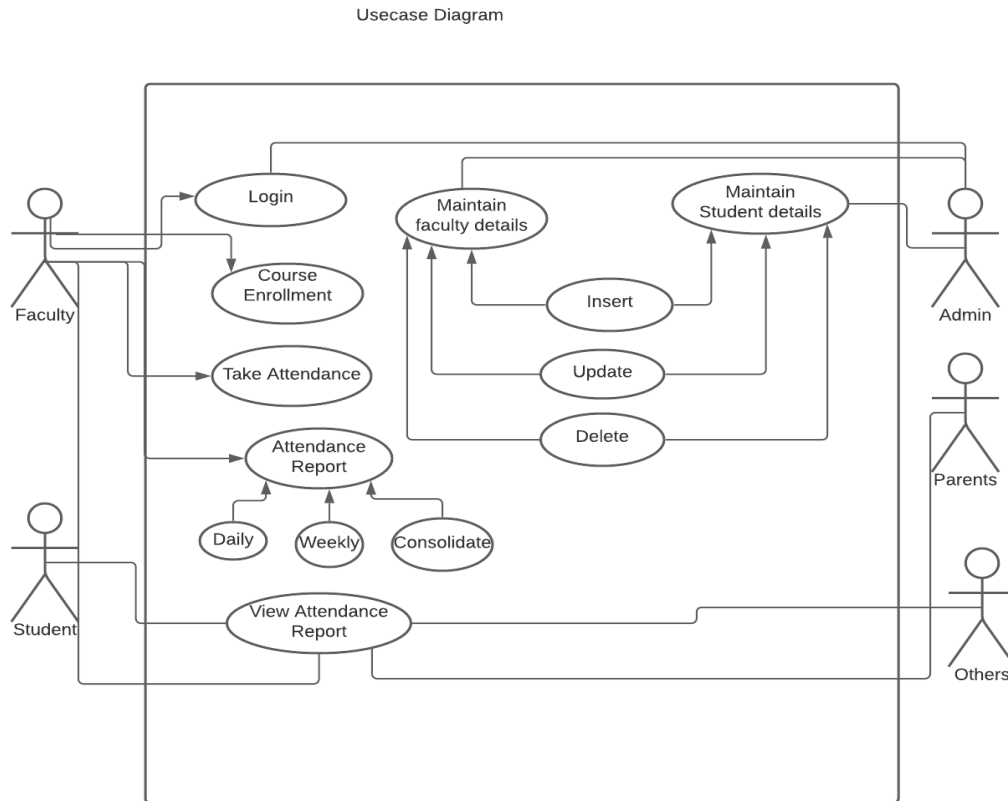 Usecase Diagram
Login
Maintain
faculty details
Maintain
Student details
Course
Enrollment
Insert
Faculty
Admin
Take Attendance
Update
Delete
Attendance
Report
Parents
Daily
Weekly
Consolidate
View Attendance
Report
Student
Others